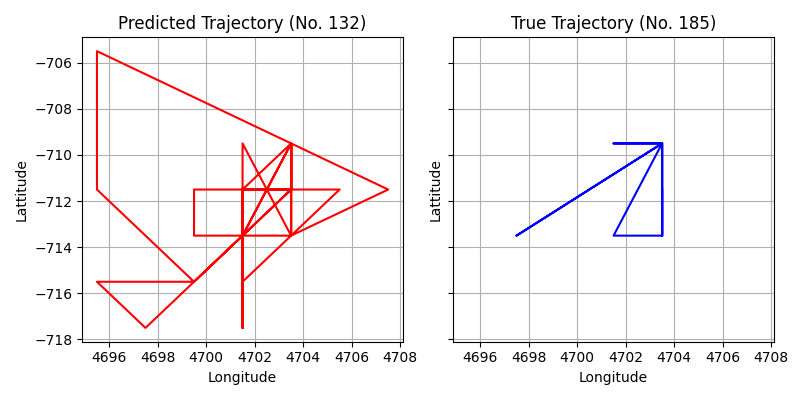 Predicted Trajectory (No. 132)
True Trajectory (No. 185)
Lattitude
−706
−708
−710
−712
−714
−716
−718
4696 4698 4700 4702 4704 4706 4708
Longitude
Lattitude
4696 4698 4700 4702 4704 4706 4708
Longitude